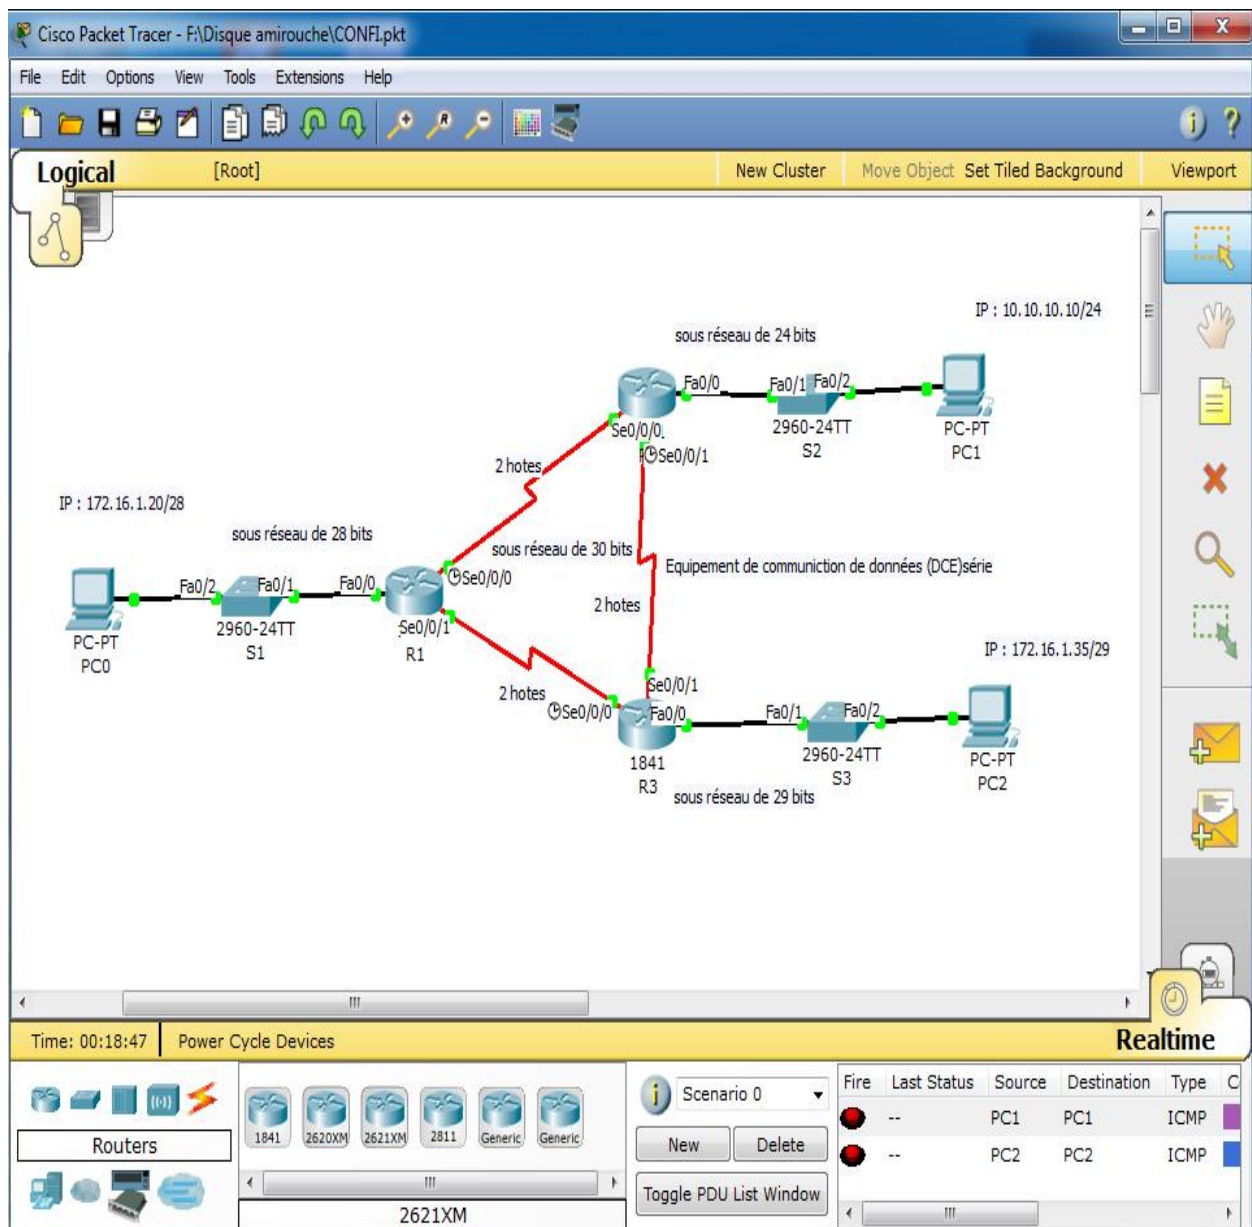 Cisco Packet Tracer - F:\Disque amirouche\CONFI.pkt
File Edit Options View Tools Extensions Help
Logical [Root] New Cluster Move Object Set Tiled Background Viewport
IP : 10.10.10.10/24
sous réseau de 24 bits
Fa0/0 Fa0/1 Fa0/2
Se0/0/0 2960-24TT PC-PT
Se0/0/1 S2 PC1
2 hotes
IP : 172.16.1.20/28
sous réseau de 28 bits
sous réseau de 30 bits
Equipement de communiction de données (DCE)série
Fa0/2 Fa0/1 Fa0/0 Se0/0/0
2 hotes
PC-PT 2960-24TT Se0/0/1
PC0 S1 R1
IP : 172.16.1.35/29
2 hotes Se0/0/1
Se0/0/0 Fa0/0 Fa0/1 Fa0/2
1841 2960-24TT PC-PT
R3 S3 PC2
sous réseau de 29 bits
Time: 00:18:47 Power Cycle Devices Realtime
Routers
1841 2620XM 2621XM 2811 Generic Generic
2621XM
Scenario 0
New Delete
Toggle PDU List Window
Fire Last Status Source Destination Type
-- PC1 PC1 ICMP
-- PC2 PC2 ICMP